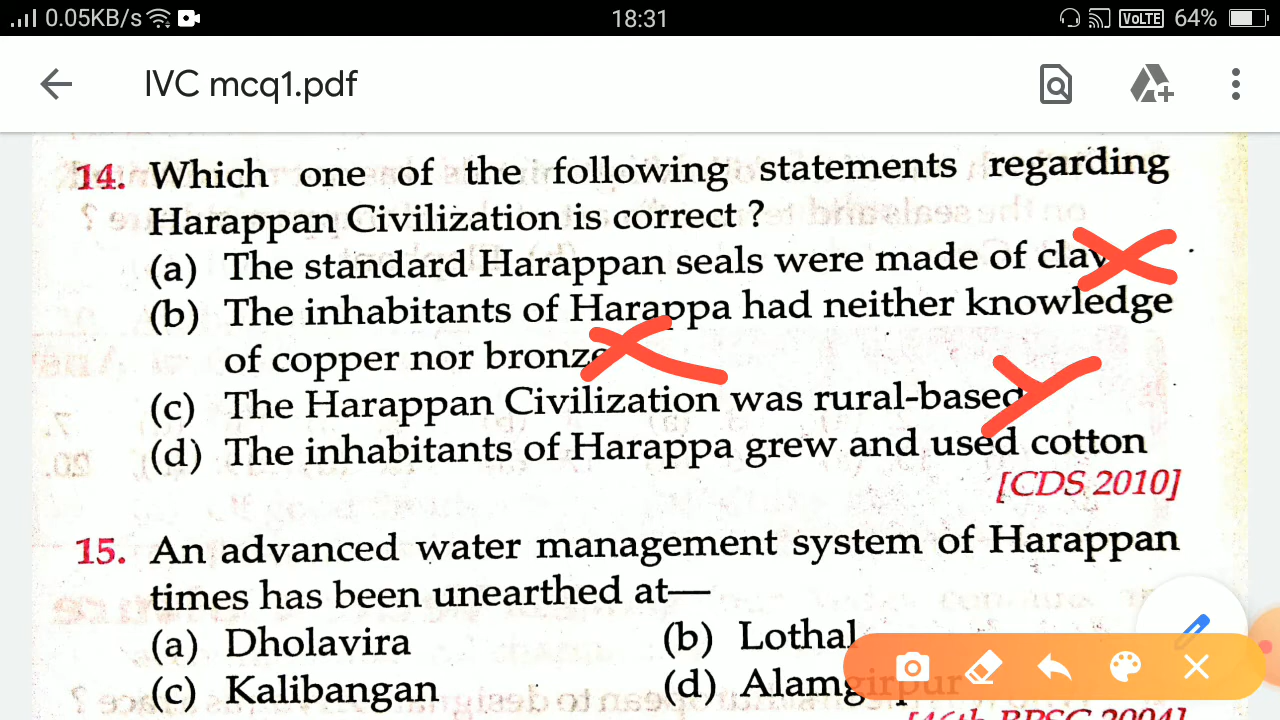 0.05KB/s 18:31 VoLTE 64%
IVC mcq1.pdf
14. Which one of the following statements regarding
Harappan Civilization is correct ?
(a) The standard Harappan seals were made of clay
(b) The inhabitants of Harappa had neither knowledge
of copper nor bronze
(c) The Harappan Civilization was rural-based
(d) The inhabitants of Harappa grew and used cotton
[CDS 2010]
15. An advanced water management system of Harappan
times has been unearthed at—
(a) Dholavira (b) Lothal
(c) Kalibangan (d) Alamgirpur
[46th BPSC 2004]